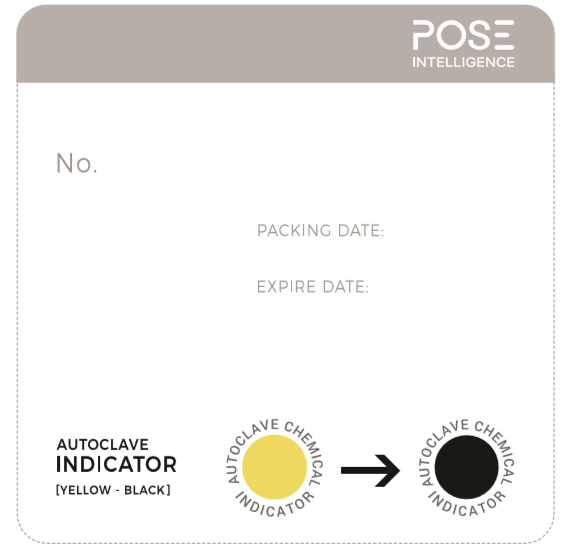 POSE
INTELLIGENCE
No.
PACKING DATE:
EXPIRE DATE:
AUTOCLAVE
INDICATOR
[YELLOW - BLACK]
AUTOCLAVE CHEMICAL
INDICATOR
AUTOCLAVE CHEMICAL
INDICATOR